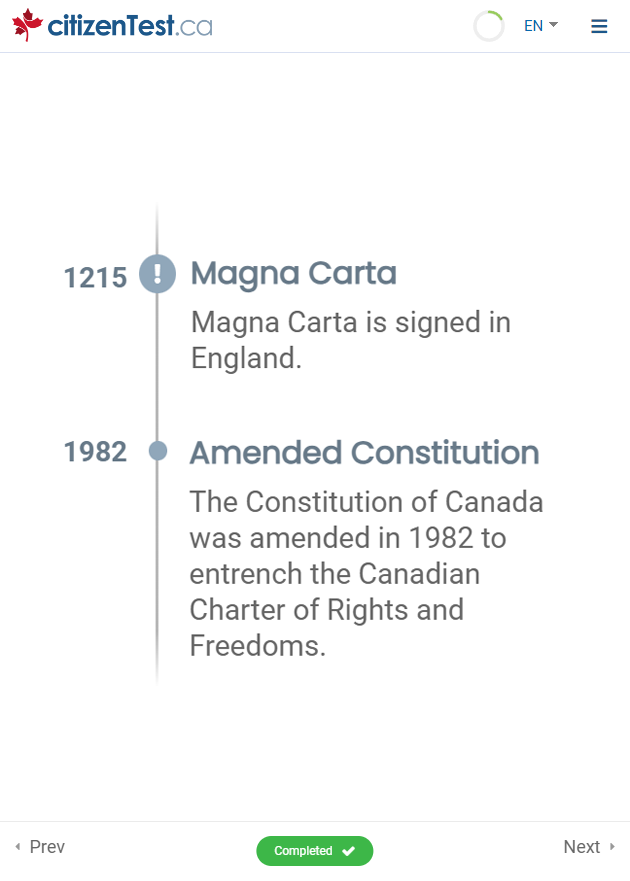 citizenTest.ca
EN
1215
!
Magna Carta
Magna Carta is signed in
England.
1982
Amended Constitution
The Constitution of Canada
was amended in 1982 to
entrench the Canadian
Charter of Rights and
Freedoms.
Prev
Completed
Next